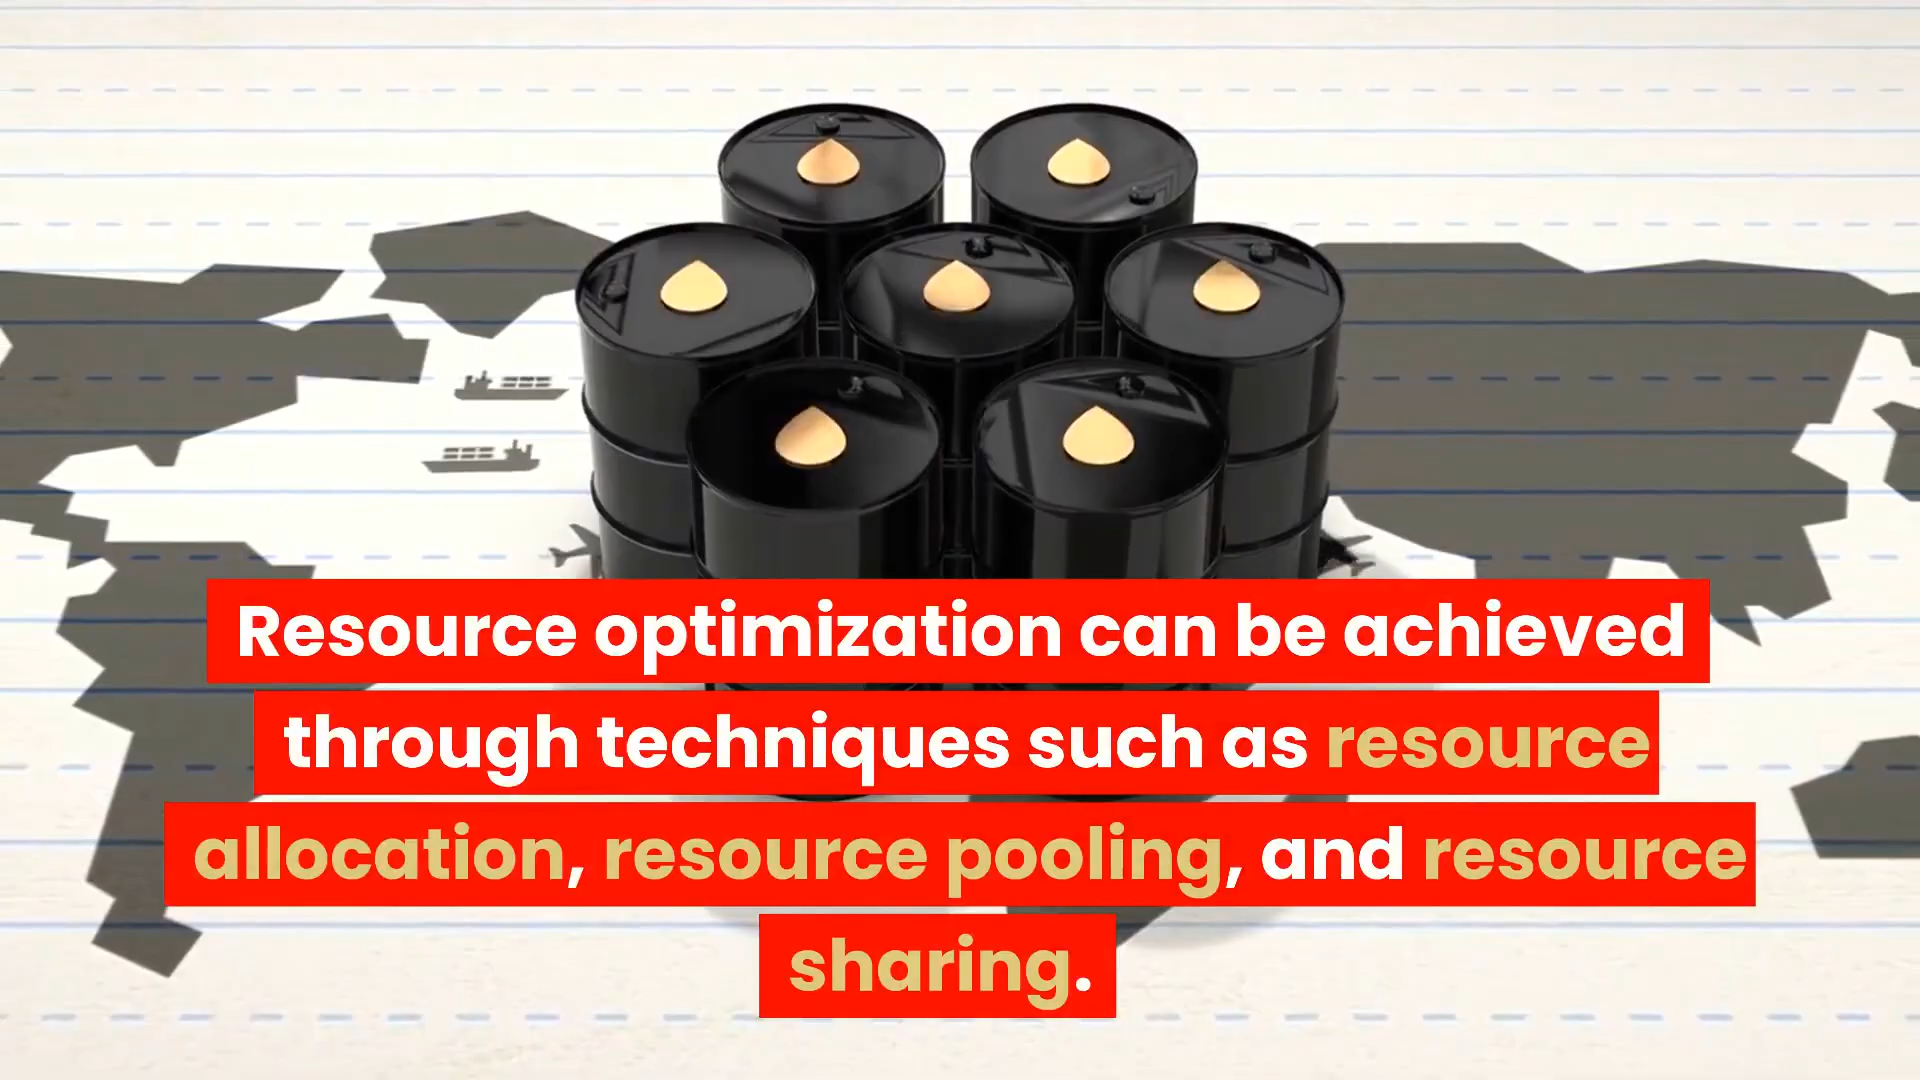 Resource optimization can be achieved
through techniques such as resource
allocation, resource pooling, and resource
sharing.